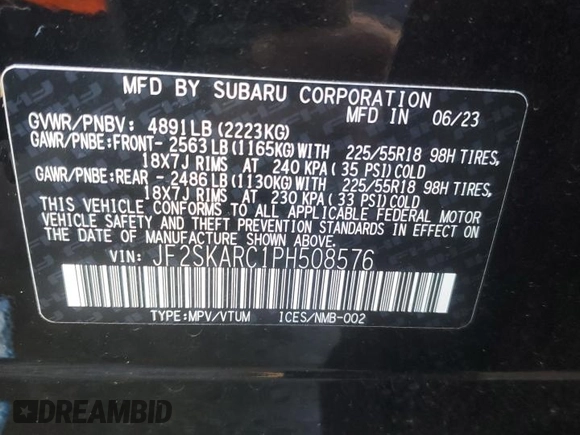 MFD BY SUBARU CORPORATION
MFD IN 06/23
GVWR/PNBV: 4891LB (2223KG)
GAWR/PNBE:FRONT- 2563LB (1165KG)WITH 225/55R18 98H TIRES,
18X7J RIMS AT 240 KPA( 35 PSI)COLD
GAWR/PNBE:REAR - 2486LB (1130KG)WITH 225/55R18 98H TIRES,
18X7J RIMS AT 230 KPA( 33 PSI)COLD
THIS VEHICLE CONFORMS TO ALL APPLICABLE FEDERAL MOTOR
VEHICLE SAFETY AND THEFT PREVENTION STANDARDS IN EFFECT ON
THE DATE OF MANUFACTURE SHOWN ABOVE.
VIN: JF2SKARC1PH508576
TYPE:MPV/VTUM ICES/NMB-002
DREAMBID